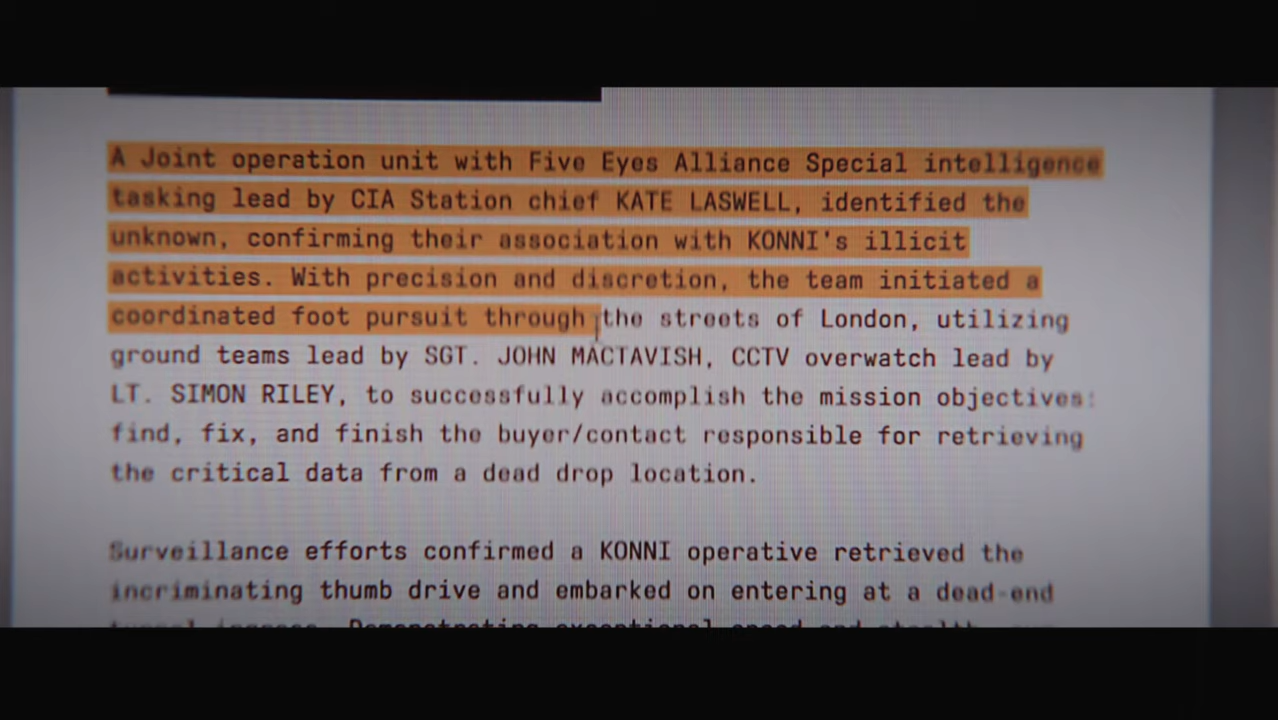 A Joint operation unit with Five Eyes Alliance Special intelligence
tasking lead by CIA Station chief KATE LASWELL, identified the
unknown, confirming their association with KONNI's illicit
activities. With precision and discretion, the team initiated a
coordinated foot pursuit through the streets of London, utilizing
ground teams lead by SGT. JOHN MACTAVISH, CCTV overwatch lead by
LT. SIMON RILEY, to successfully accomplish the mission objectives:
find, fix, and finish the buyer/contact responsible for retrieving
the critical data from a dead drop location.
Surveillance efforts confirmed a KONNI operative retrieved the
incriminating thumb drive and embarked on entering at a dead-end
Demonstrating exceptional speed and stealth,